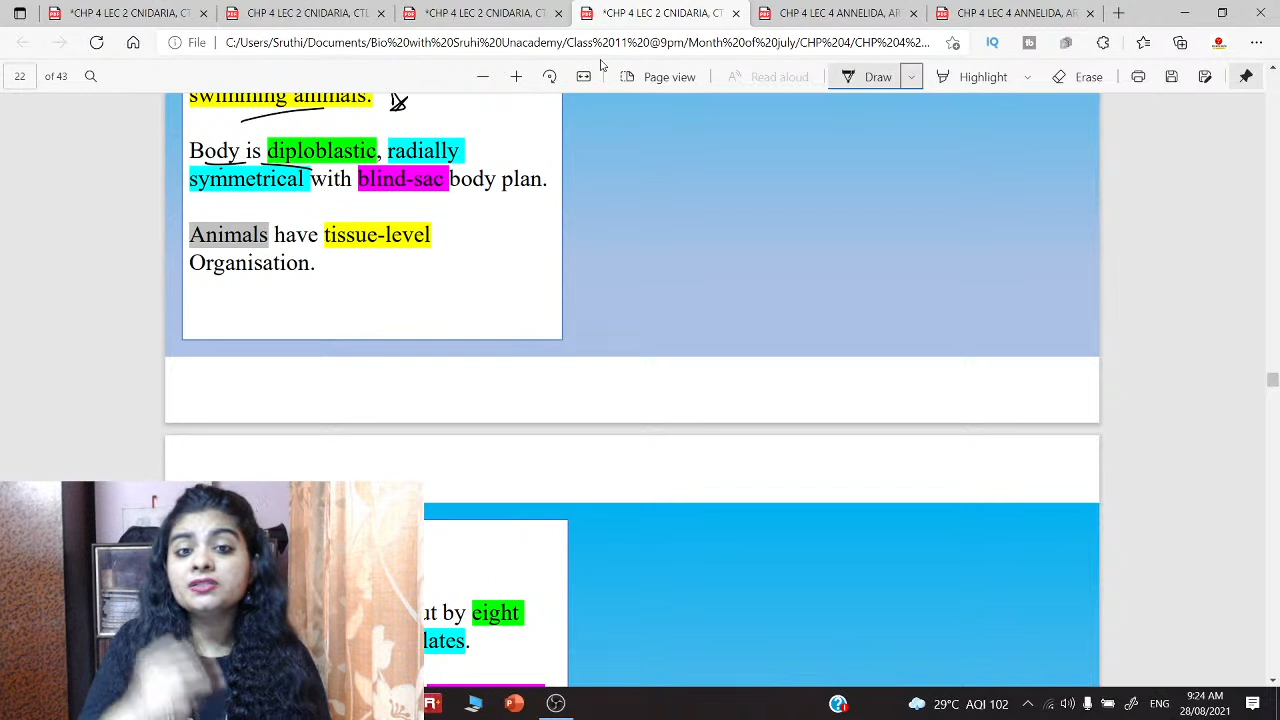 *CHP 4 LEC 2 CNIDARIA, CTL
*CHP 4 LEC 2 CNIDARIA, CTL
*CHP 4 LEC 2 CNIDARIA, CT
*CHP 4 LEC 2 CNIDARIA, CT
CHP 4 LEC 4 ANNELIDA, AR
CHP 4 LEC 4 ANNELIDA, AR
File
C:/Users/Sruthi/Documents/Bio%20with%20Sruhi%20Unacademy/Class%2011%20@9pm/Month%20of%20july/CHP%204/CHP%204%...
IQ
tb
22 of 43
Page view
Read aloud
Draw
Highlight
Erase
swimming animals.
Body is diploblastic, radially
symmetrical with blind-sac body plan.
Animals have tissue-level
Organisation.
ut by eight
lates.
29°C AQI 102
ENG
9:24 AM
28/08/2021